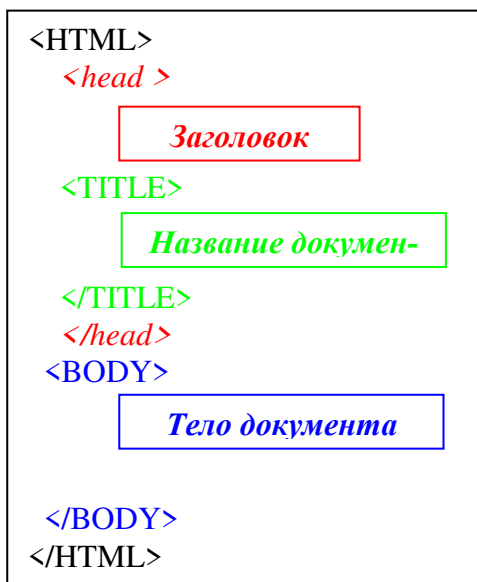 <HTML>
<head >
Заголовок
<TITLE>
Название докумен-
</TITLE>
</head>
<BODY>
Тело документа
</BODY>
</HTML>